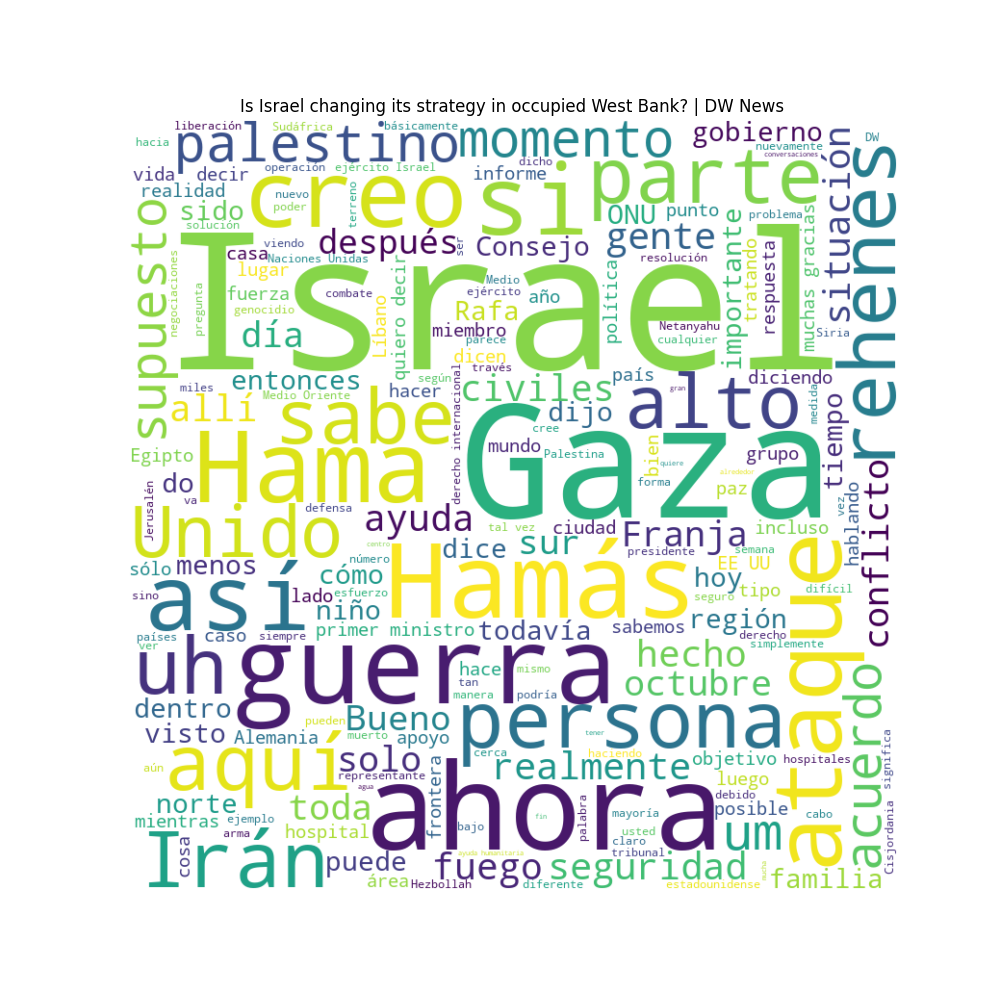 Is Israel changing its strategy in occupied West Bank? | DW News
liberación
Sudáfrica
básicamente
hacia
palestino
momento
gobierno
situación
DW
nuevamente
conversaciones
vida
decir
operación
ejército Israel
dicho
informe
creo
si
parte
rehenes
realidad
nuevo
poder
terreno
sido
solución
ONU
punto
problema
supuesto
Israel
casa
viendo
después
ser
Consejo
gente
importante
tratando
respuesta
muchas gracias
lugar
Naciones Unidas
resolución
negociaciones
pregunta
fuerza
genocidio
combate
Líbano
quiero decir
Medio
ejército
año
política
Rafa
miembro
Netanyahu
cualquier
Siria
día
parece
dicen
entonces
según
través
país
diciendo
miles
Medio Oriente
hacer
civiles
alto
gran
medida
allí
sabe
derecho internacional
Gaza
dijo
cree
tiempo
Egipto
Hama
mundo
Palestina
bien
grupo
quiere
alrededor
do
va
forma
paz
Jerusalén
defensa
vez
hablando
conflicto
Unido
ayuda
tal vez
ciudad
Franja
incluso
ataque
sólo
menos
centro
dice
sur
presidente
semana
EE UU
número
esfuerzo
cómo
Hamás
hoy
seguro
tipo
difícil
sino
así
lado
niño
región
países
caso
siempre
primer ministro
todavía
sabemos
derecho
simplemente
ver
uh
guerra
hace
mismo
hecho
tan
manera
podría
octubre
acuerdo
dentro
pueden
Bueno
persona
visto
Alemania
muerto
apoyo
tener
cerca
haciendo
aquí
solo
realmente
objetivo
hospitales
significa
aún
representante
agua
luego
norte
toda
frontera
ahora
debido
posible
mientras
ejemplo
cabo
arma
hospital
bajo
fin
palabra
mayoría
usted
claro
um
Irán
cosa
puede
fuego
ayuda humanitaria
tribunal
seguridad
Cisjordania
área
Hezbollah
diferente
estadounidense
mucha
familia